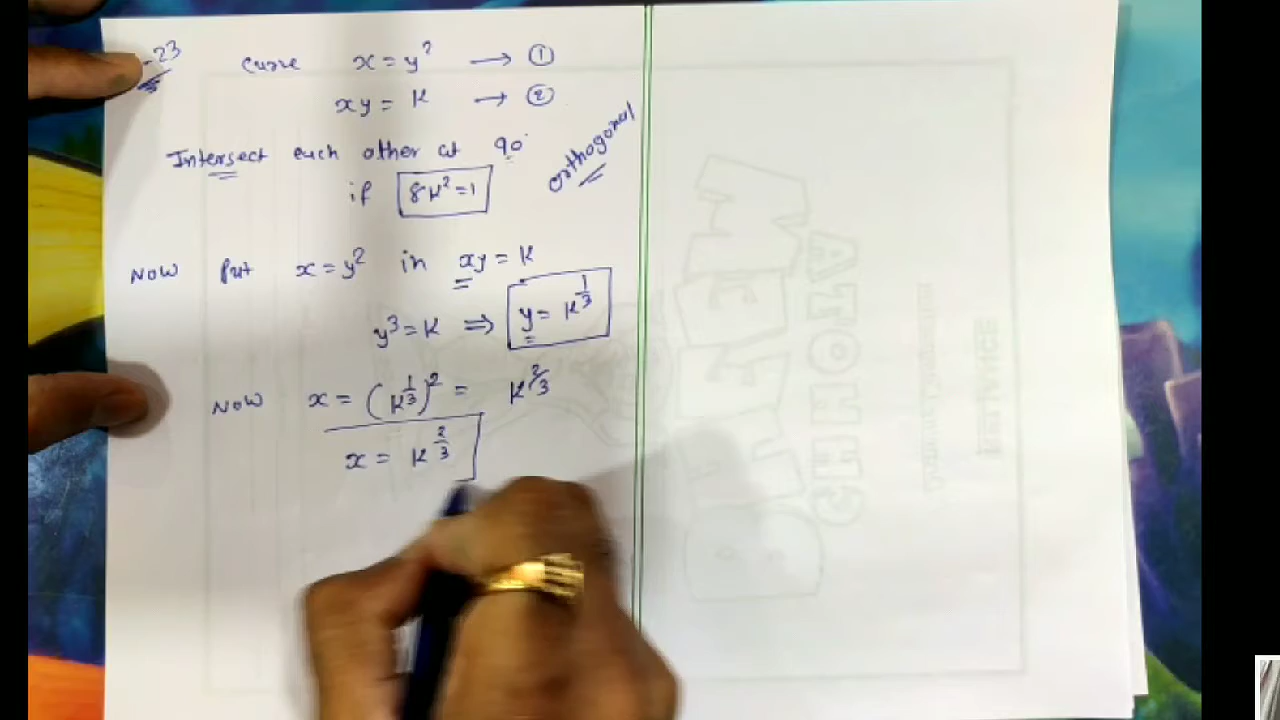 -23
curve x = y² → ①
xy = k → ②
Intersect each other at 90°
orthogonal
if 8k² = 1
Now Put x = y² in xy = k
y³ = k ⇒ y = k^(1/3)
Now x = (k^(1/3))² = k^(2/3)
x = k^(2/3)